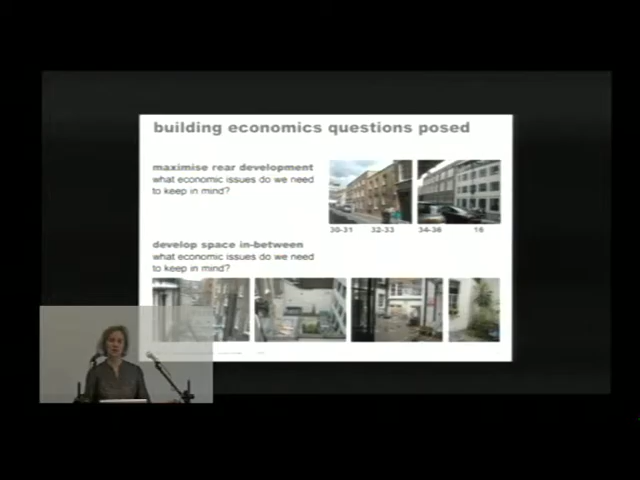 building economics questions posed
maximise rear development
what economic issues do we need
to keep in mind?
30-31 32-33 34-36 16
develop space in-between
what economic issues do we need
to keep in mind?